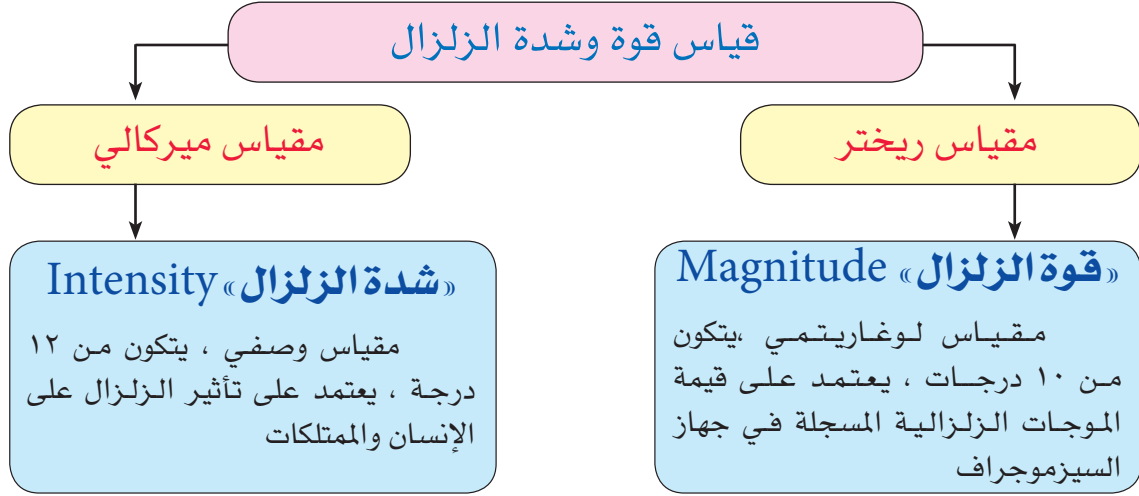 قياس قوة وشدة الزلزال
مقياس ريختر
مقياس ميركالي
«قوة الزلزال» Magnitude
مقياس لوغاريتمي ،يتكون
من ١٠ درجات ، يعتمد على قيمة
الموجات الزلزالية المسجلة في جهاز
السيزموجراف
«شدة الزلزال» Intensity
مقياس وصفي ، يتكون من ١٢
درجة ، يعتمد على تأثير الزلزال على
الإنسان والممتلكات